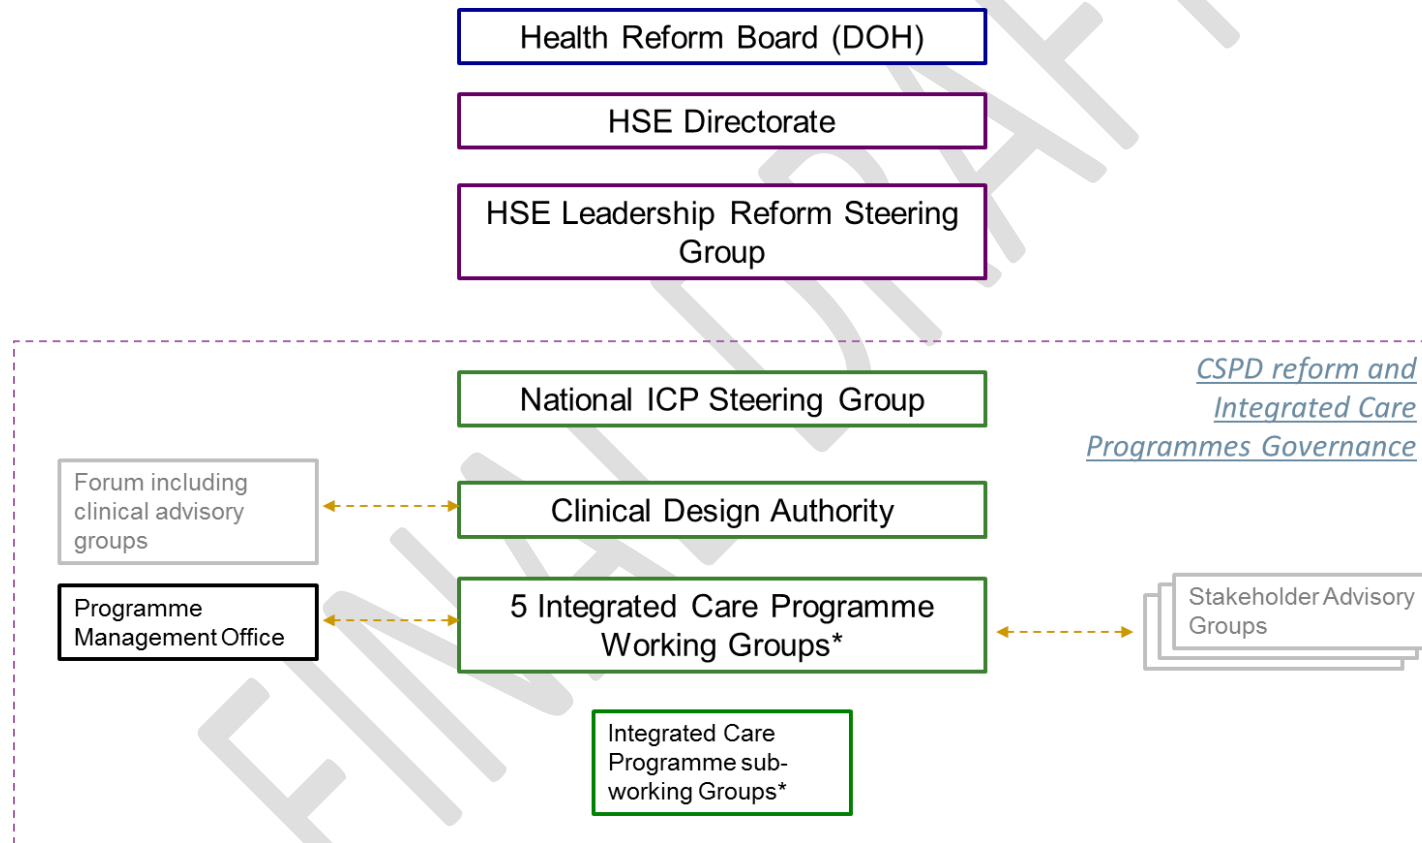 Health Reform Board (DOH)
HSE Directorate
HSE Leadership Reform Steering
Group
CSPD reform and
Integrated Care
Programmes Governance
National ICP Steering Group
Forum including
clinical advisory
groups
Clinical Design Authority
Programme
Management Office
5 Integrated Care Programme
Working Groups*
Stakeholder Advisory
Groups
Integrated Care
Programme sub-
working Groups*
FINAL DRAFT